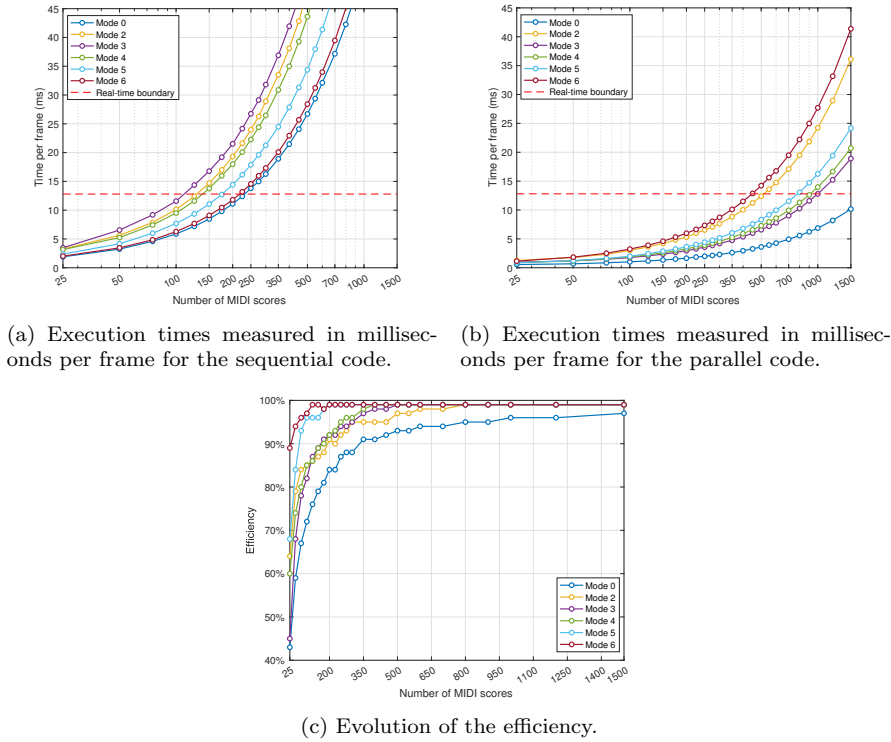 45
40
35
30
25
20
15
10
5
0
Time per frame (ms)
Mode 0
Mode 2
Mode 3
Mode 4
Mode 5
Mode 6
Real-time boundary
25
50
100
150
200
250
350
500
700
1000
1500
Number of MIDI scores
45
40
35
30
25
20
15
10
5
0
Time per frame (ms)
Mode 0
Mode 2
Mode 3
Mode 4
Mode 5
Mode 6
Real-time boundary
25
50
100
150
200
250
350
500
700
1000
1500
Number of MIDI scores
(a) Execution times measured in millisec-
onds per frame for the sequential code.
(b) Execution times measured in millisec-
onds per frame for the parallel code.
100%
90%
80%
70%
60%
50%
40%
Efficiency
Mode 0
Mode 2
Mode 3
Mode 4
Mode 5
Mode 6
25
200
350
500
650
800
950
1100
1300
1400
1500
Number of MIDI scores
(c) Evolution of the efficiency.